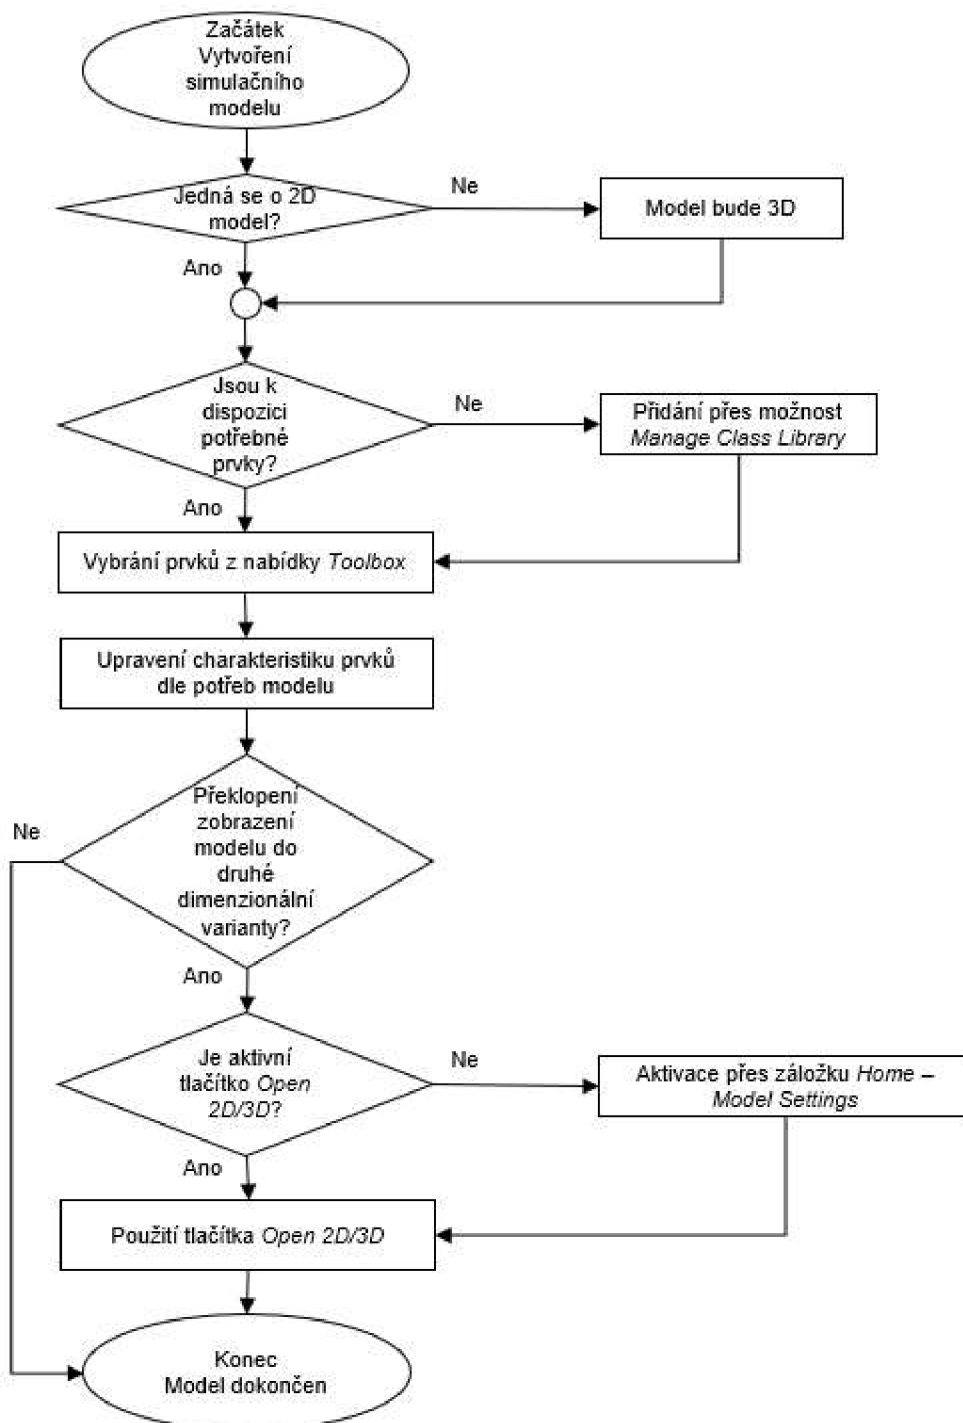 Začátek
Vytvoření
simulačního
modelu
Jedná se o 2D
model?
Ne
Model bude 3D
Ano
Jsou k
dispozici
potřebné
prvky?
Ne
Přidání přes možnost
Manage Class Library
Ano
Vybrání prvků z nabídky Toolbox
Upravení charakteristiku prvků
dle potřeb modelu
Překlopení
zobrazení
modelu do
druhé
dimenzionální
varianty?
Ne
Ano
Je aktivní
tlačítko Open
2D/3D?
Ne
Aktivace přes záložku Home –
Model Settings
Ano
Použití tlačítka Open 2D/3D
Konec
Model dokončen